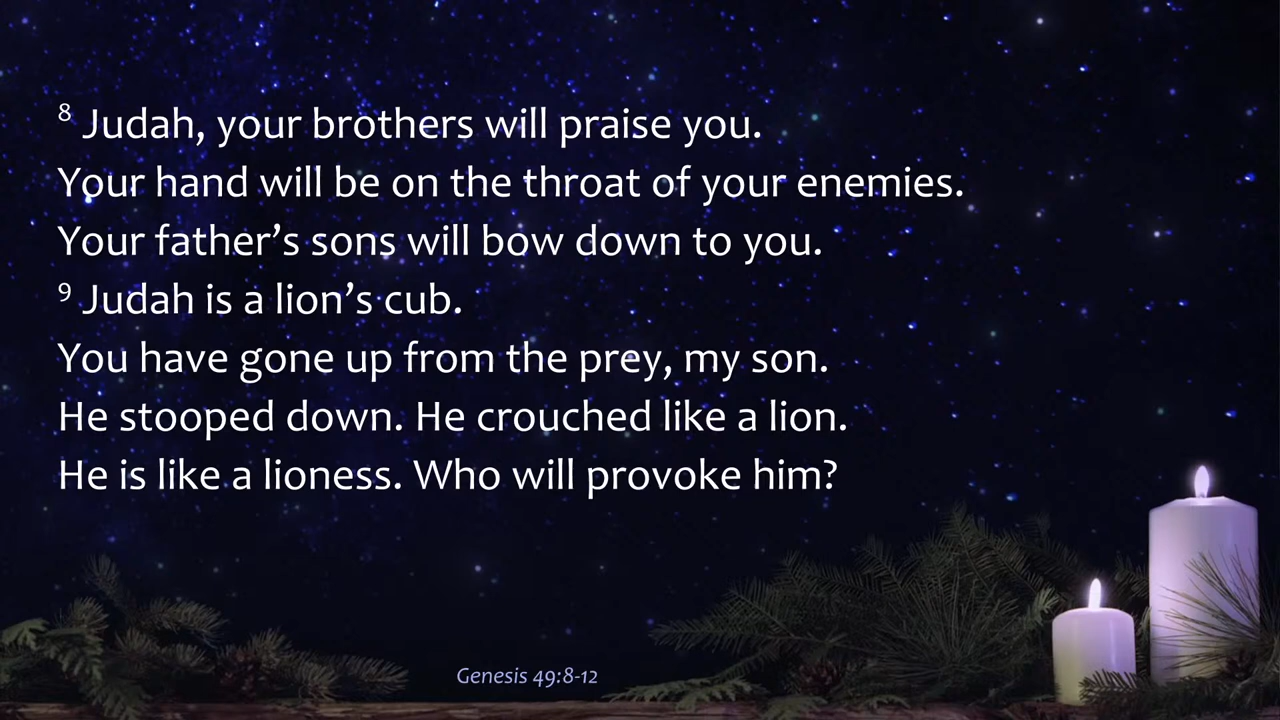 8 Judah, your brothers will praise you.
Your hand will be on the throat of your enemies.
Your father’s sons will bow down to you.
9 Judah is a lion’s cub.
You have gone up from the prey, my son.
He stooped down. He crouched like a lion.
He is like a lioness. Who will provoke him?
Genesis 49:8-12